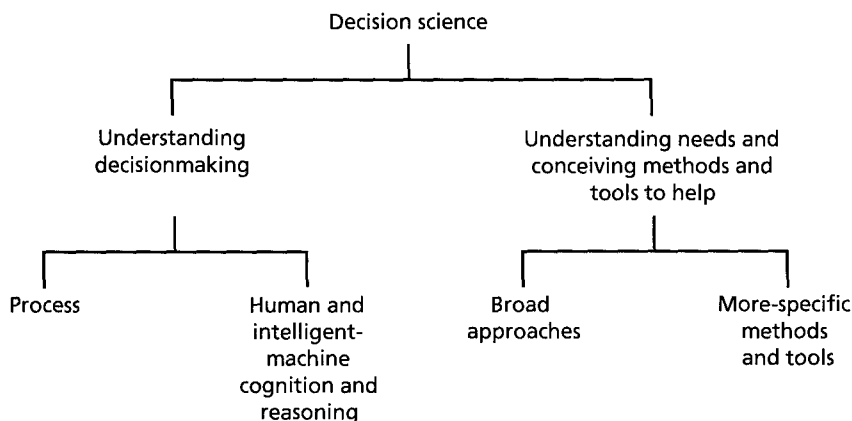 Decision science
Understanding
decisionmaking
Understanding needs and
conceiving methods and
tools to help
Process
Human and
intelligent-
machine
cognition and
reasoning
Broad
approaches
More-specific
methods
and tools